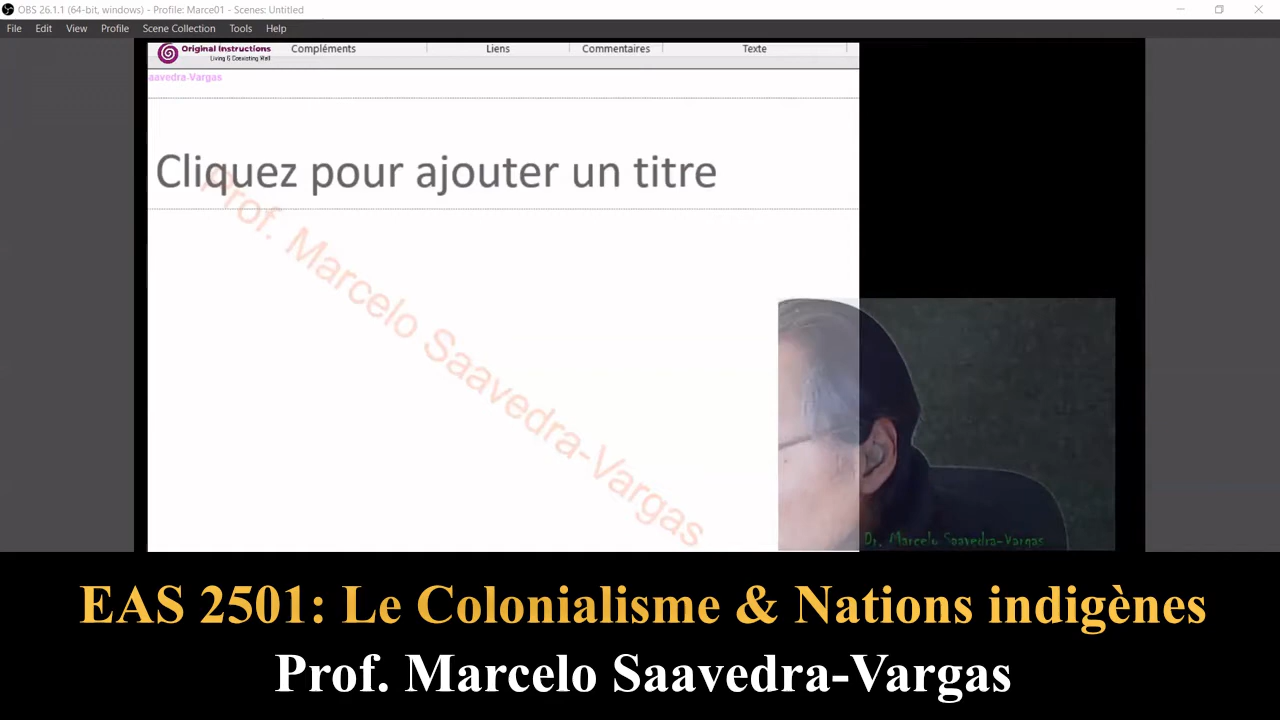 OBS 26.1.1 (64-bit, windows) - Profile: Marce01 - Scenes: Untitled
File Edit View Profile Scene Collection Tools Help
Original Instructions
Living & Coexisting Well
Compléments Liens Commentaires Texte
aavedra-Vargas
Cliquez pour ajouter un titre
Prof. Marcelo Saavedra-Vargas
Dr. Marcelo Saavedra-Vargas
EAS 2501: Le Colonialisme & Nations indigènes
Prof. Marcelo Saavedra-Vargas